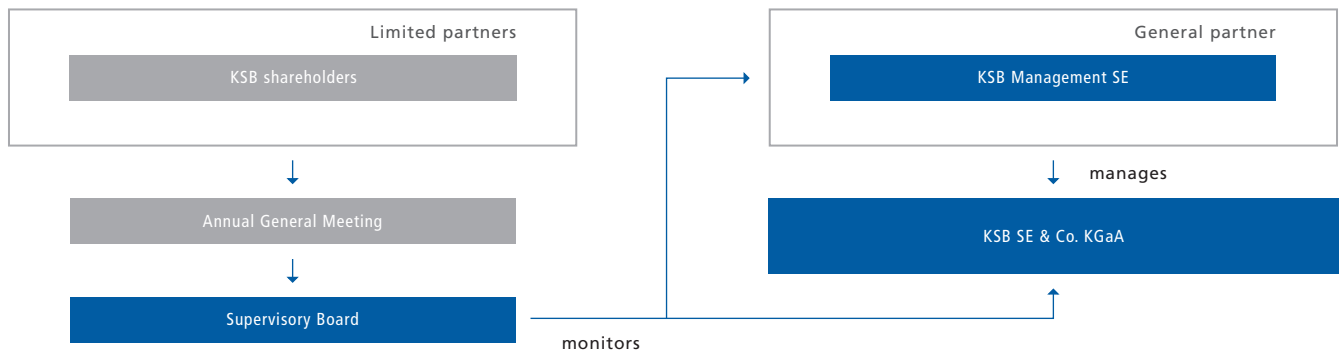 Limited partners
KSB shareholders
Annual General Meeting
Supervisory Board
monitors
General partner
KSB Management SE
manages
KSB SE & Co. KGaA